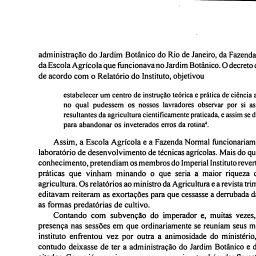 administração do Jardim Botânico do Rio de Janeiro, da Fazenda
da Escola Agrícola que funcionava no Jardim Botânico. O decreto
de acordo com o Relatório do Instituto, objetivou
estabelecer um centro de instrução teórica e prática de ciência a
no qual pudessem os nossos lavradores observar por si as
resultantes da agricultura cientificamente praticada, e assim se d
para abandonar os inveterados erros da rotina⁴.
Assim, a Escola Agrícola e a Fazenda Normal funcionariam
laboratório de desenvolvimento de técnicas agrícolas. Mais do qu
conhecimento, pretendiam os membros do Imperial Instituto revert
práticas que vinham minando o que seria a maior riqueza d
agricultura. Os relatórios ao ministro da Agricultura e a revista trim
editavam reiteram as exortações para que cessasse a derrubada da
as formas predatórias de cultivo.
Contando com subvenção do imperador e, muitas vezes,
presença nas sessões em que ordinariamente se reuniam seus m
instituto enfrentou vez por outra a animosidade do ministério,
contudo deixasse de ter a administração do Jardim Botânico e d